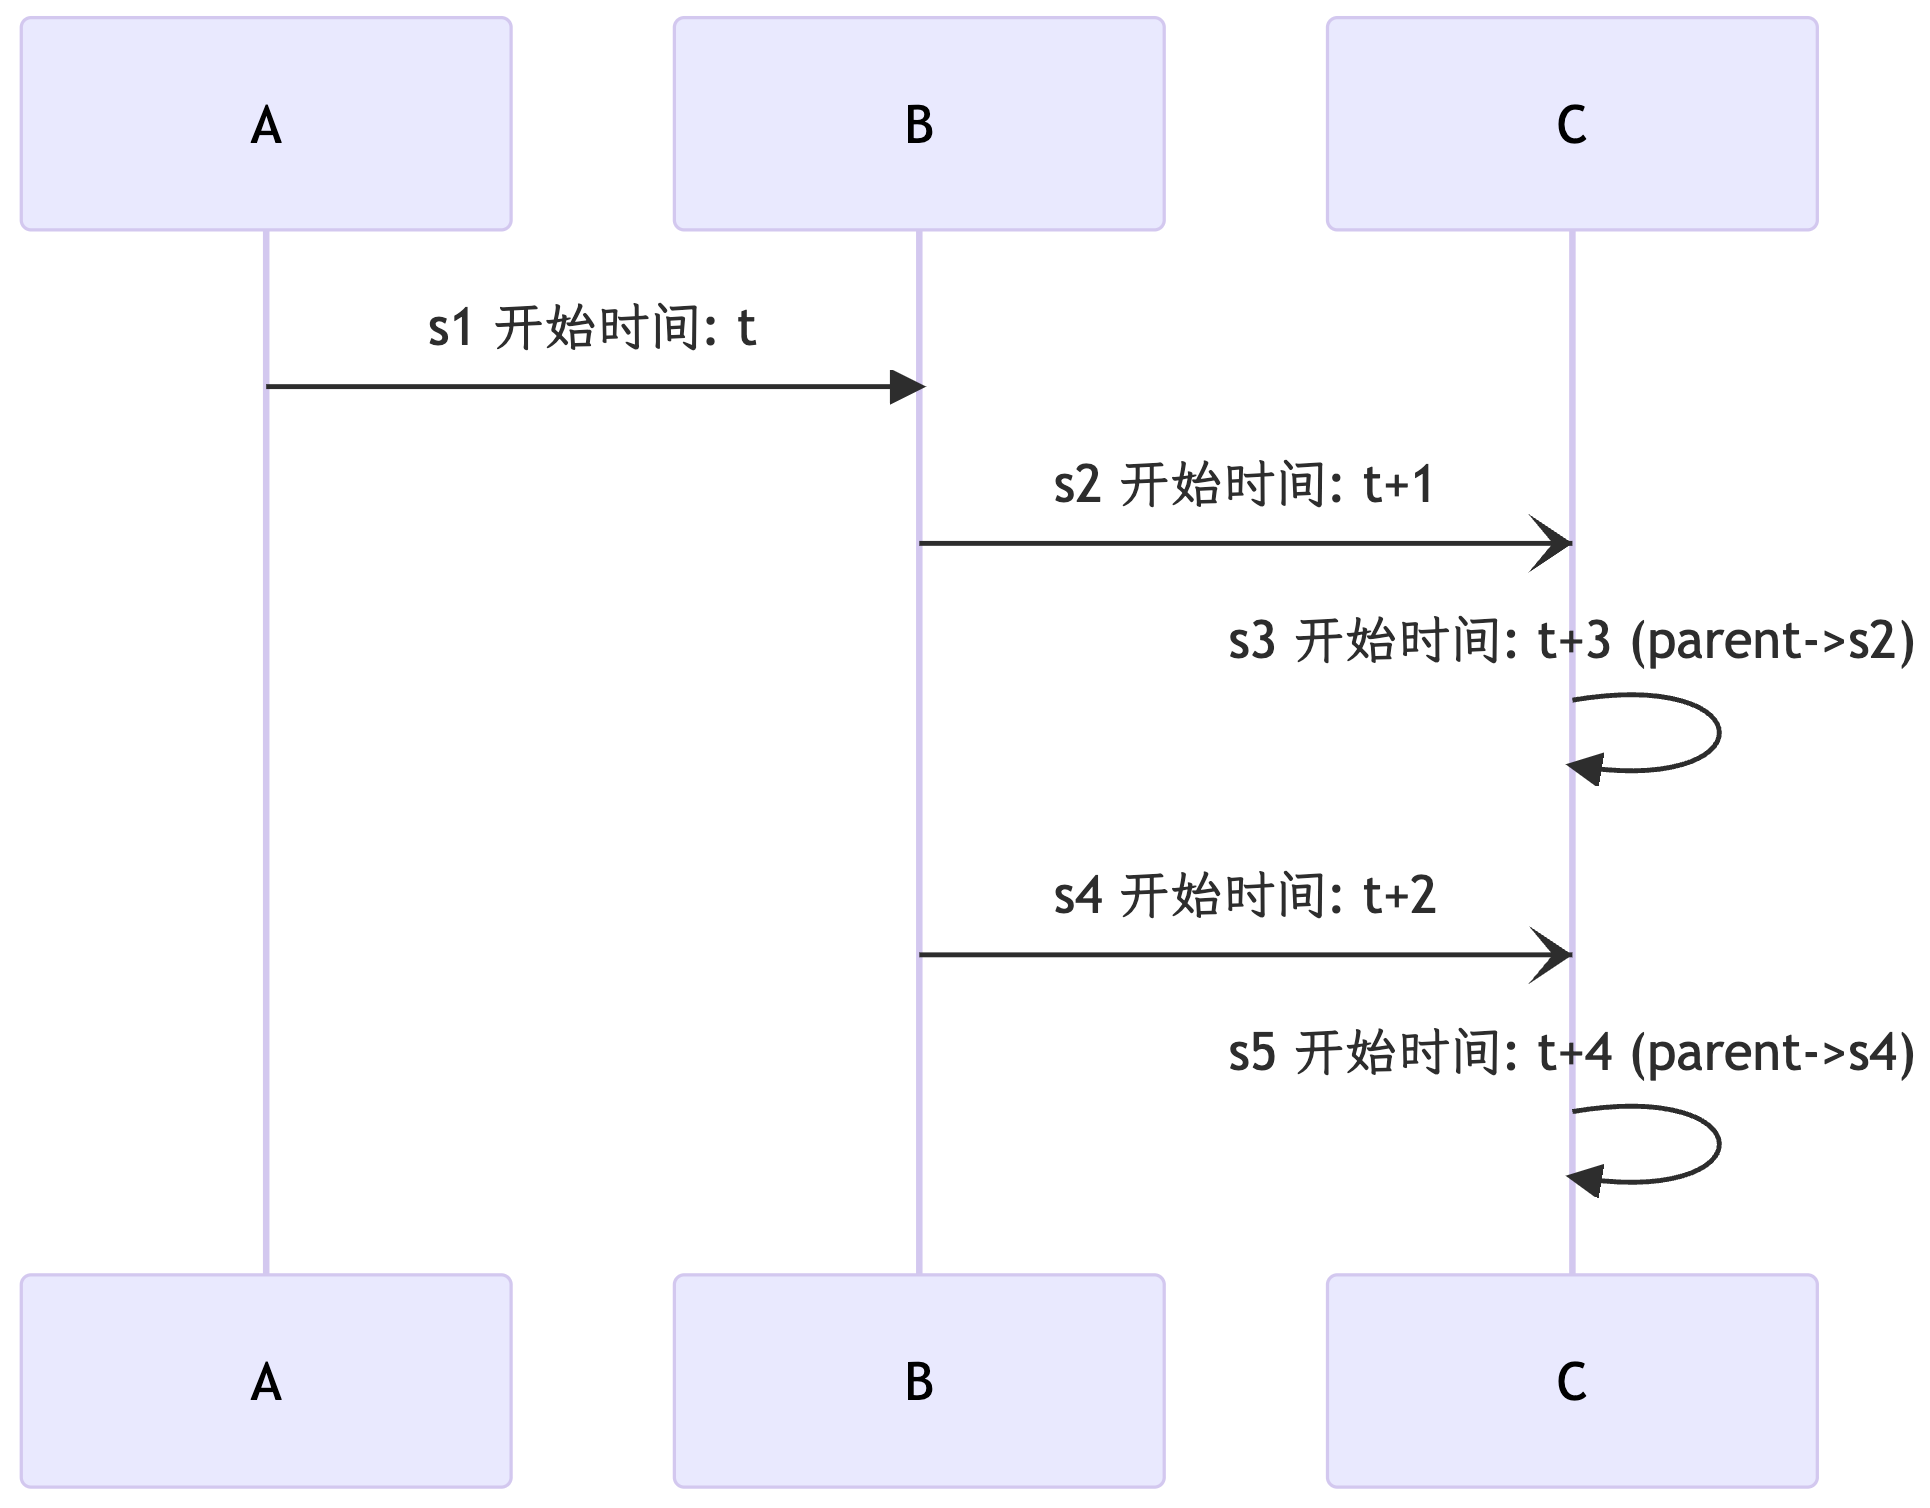 A
B
C
s1 开始时间: t
s2 开始时间: t+1
s3 开始时间: t+3 (parent->s2)
s4 开始时间: t+2
s5 开始时间: t+4 (parent->s4)
A
B
C